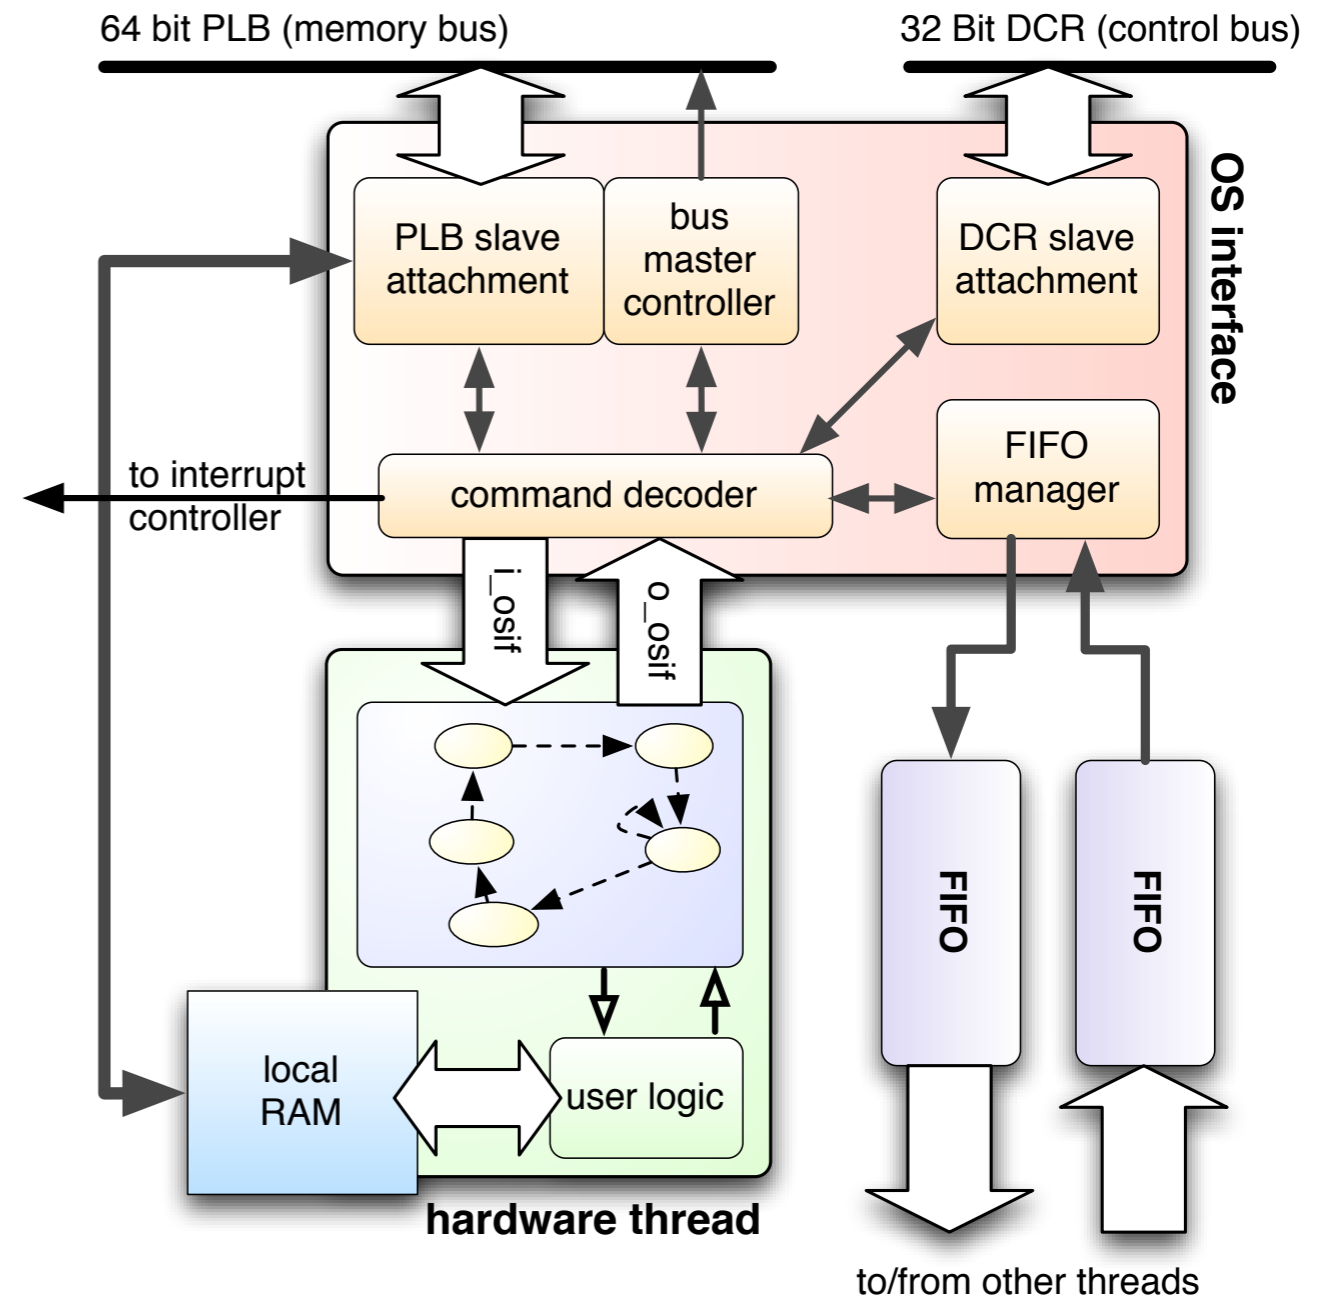 64 bit PLB (memory bus)
32 Bit DCR (control bus)
OS interface
PLB slave
attachment
bus
master
controller
DCR slave
attachment
to interrupt
controller
command decoder
FIFO
manager
i_osif
o_osif
FIFO
FIFO
local
RAM
user logic
hardware thread
to/from other threads